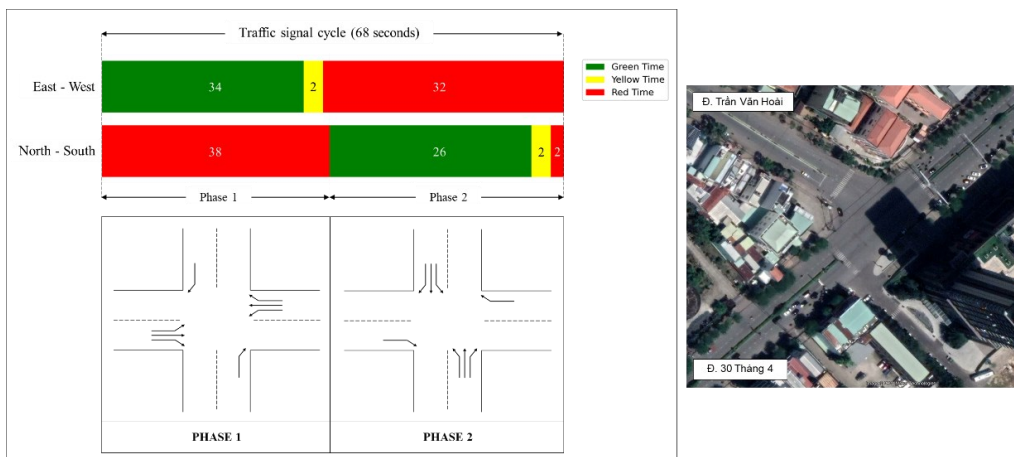 Traffic signal cycle (68 seconds)
East - West
34
2
32
Green Time
Yellow Time
Red Time
North - South
38
26
2
2
Phase 1
Phase 2
PHASE 1
PHASE 2
Đ. Trần Văn Hoài
Đ. 30 Tháng 4